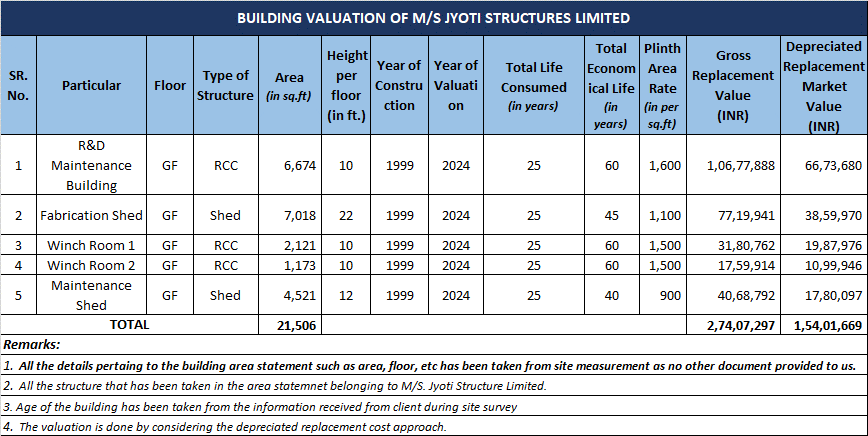 BUILDING VALUATION OF M/S JYOTI STRUCTURES LIMITED
SR. No. Particular Floor Type of Structure Area (in sq.ft) Height per floor (in ft.) Year of Constru ction Year of Valuati on Total Life Consumed (in years) Total Econom ical Life (in years) Plinth Area Rate (in per sq.ft) Gross Replacement Value (INR) Depreciated Replacement Market Value (INR)
1 R&D Maintenance Building GF RCC 6,674 10 1999 2024 25 60 1,600 1,06,77,888 66,73,680
2 Fabrication Shed GF Shed 7,018 22 1999 2024 25 45 1,100 77,19,941 38,59,970
3 Winch Room 1 GF RCC 2,121 10 1999 2024 25 60 1,500 31,80,762 19,87,976
4 Winch Room 2 GF RCC 1,173 10 1999 2024 25 60 1,500 17,59,914 10,99,946
5 Maintenance Shed GF Shed 4,521 12 1999 2024 25 40 900 40,68,792 17,80,097
TOTAL 21,506 2,74,07,297 1,54,01,669
Remarks:
1. All the details pertaing to the building area statement such as area, floor, etc has been taken from site measurement as no other document provided to us.
2. All the structure that has been taken in the area statemnet belonging to M/S. Jyoti Structure Limited.
3. Age of the building has been taken from the information received from client during site survey
4. The valuation is done by considering the depreciated replacement cost approach.